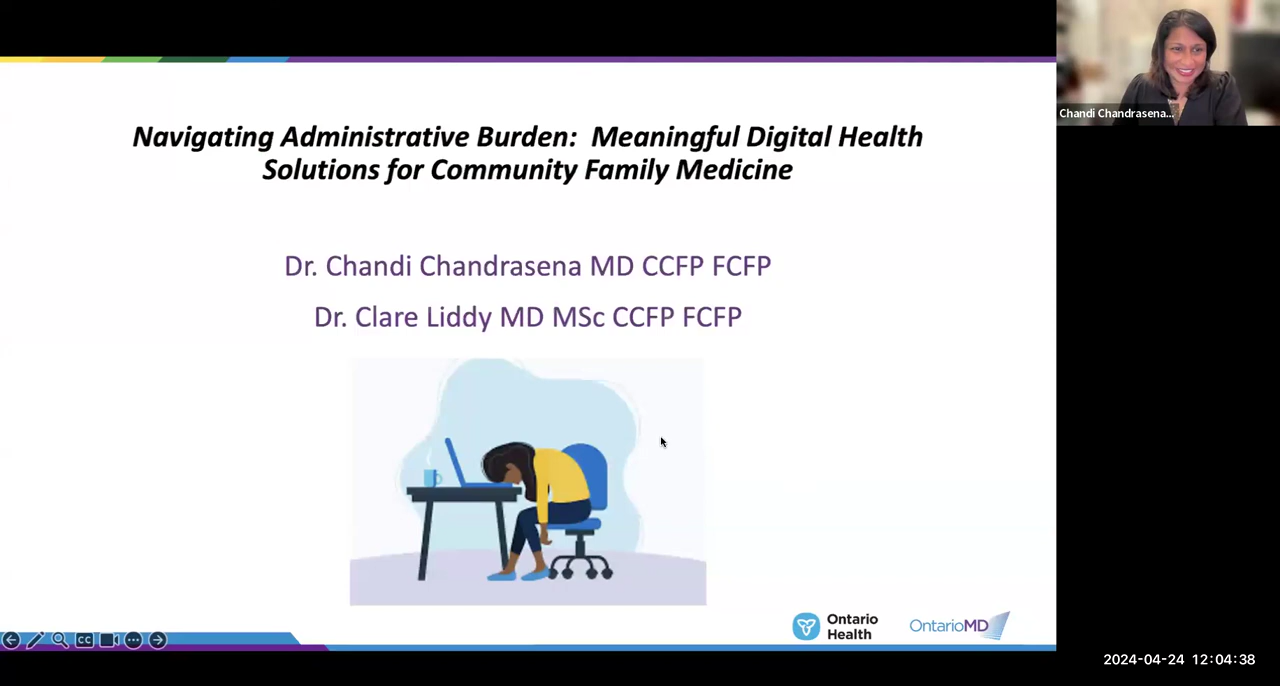 Navigating Administrative Burden:  Meaningful Digital Health
Solutions for Community Family Medicine
Dr. Chandi Chandrasena MD CCFP FCFP
Dr. Clare Liddy MD MSc CCFP FCFP
Chandi Chandrasena...
Ontario
Health
OntarioMD
CC
2024-04-24 12:04:38